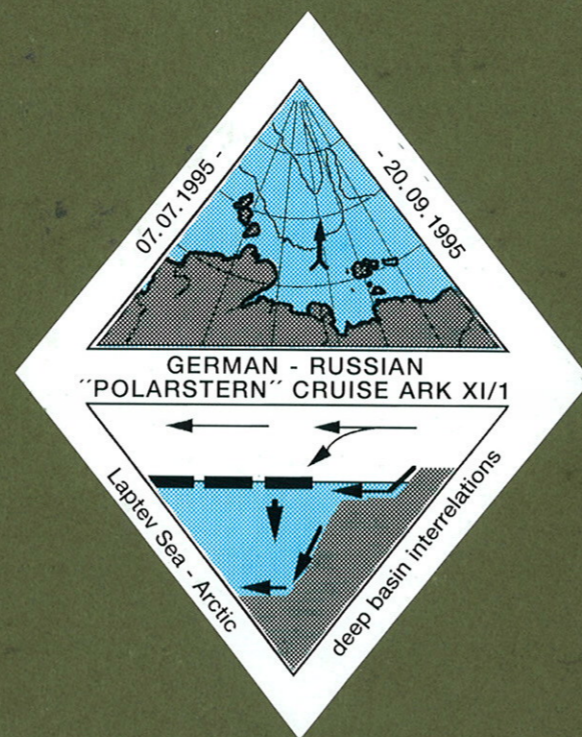 07.07.1995 -
- 20.09.1995
GERMAN - RUSSIAN
"POLARSTERN" CRUISE ARK XI/1
Laptev Sea - Arctic
deep basin interrelations